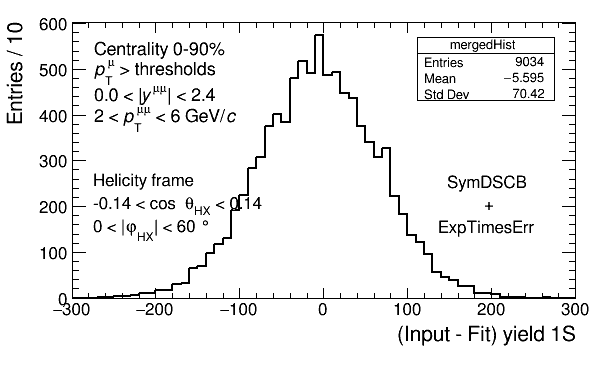 Entries / 10
600
500
400
300
200
100
0
Centrality 0-90%
p_T^μ > thresholds
0.0 < |y^μμ| < 2.4
2 < p_T^μμ < 6 GeV/c
mergedHist
Entries 9034
Mean −5.595
Std Dev 70.42
Helicity frame
-0.14 < cos θ_HX < 0.14
0 < |φ_HX| < 60 °
SymDSCB
+
ExpTimesErr
−300 −200 −100 0 100 200 300
(Input - Fit) yield 1S